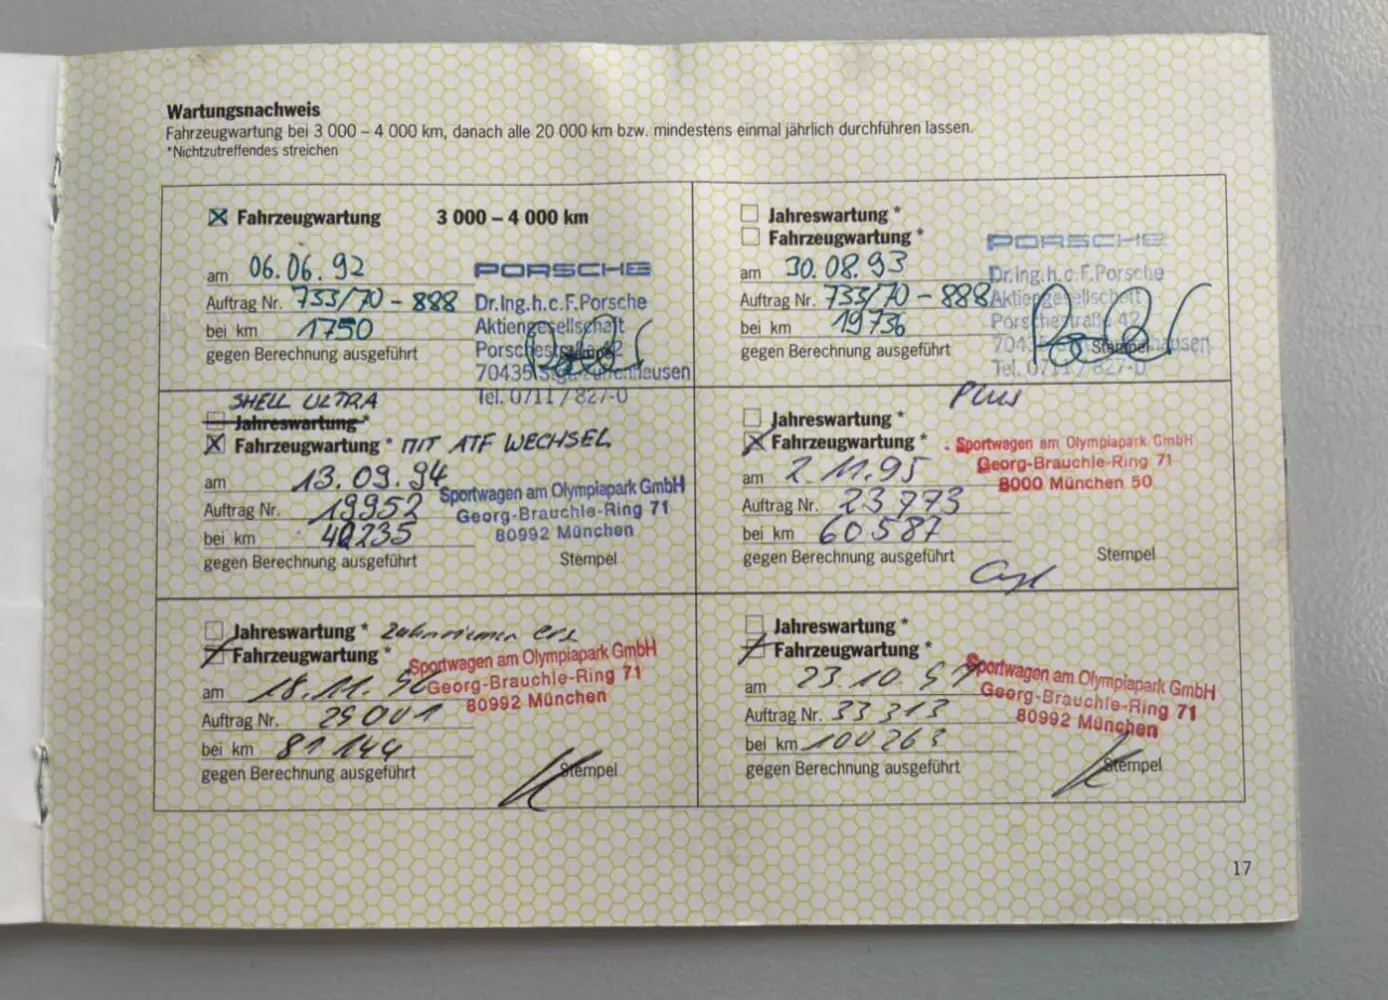 Wartungsnachweis
Fahrzeugwartung bei 3 000 – 4 000 km, danach alle 20 000 km bzw. mindestens einmal jährlich durchführen lassen.
*Nichtzutreffendes streichen
Fahrzeugwartung 3 000 – 4 000 km
am 06.06.92
Auftrag Nr. 733/70 - 888
bei km 1750
gegen Berechnung ausgeführt
PORSCHE
Dr.Ing.h.c.F.Porsche
Aktiengesellschaft
70435
Tel. 0711/827-0
Jahreswartung *
Fahrzeugwartung *
am 30.08.93
Auftrag Nr. 733/70 - 888
bei km 19736
gegen Berechnung ausgeführt
PORSCHE
Dr.Ing.h.c.F.Porsche
Aktiengesellschaft
Porschestraße 42
Stempel
Tel. 0711/827-0
SHELL ULTRA
Jahreswartung *
Fahrzeugwartung * MIT ATF WECHSEL
am 13.09.94
Auftrag Nr. 19952
bei km 40235
gegen Berechnung ausgeführt
Sportwagen am Olympiapark GmbH
Georg-Brauchle-Ring 71
80992 München
Stempel
Plus
Jahreswartung *
Fahrzeugwartung *
am 2.11.95
Auftrag Nr. 23773
bei km 60587
gegen Berechnung ausgeführt
Sportwagen am Olympiapark GmbH
Georg-Brauchle-Ring 71
8000 München 50
Stempel
Jahreswartung * Zahnriemen ers
Fahrzeugwartung *
am 18.11.96
Auftrag Nr. 29001
bei km 81144
gegen Berechnung ausgeführt
Sportwagen am Olympiapark GmbH
Georg-Brauchle-Ring 71
80992 München
Stempel
Jahreswartung *
Fahrzeugwartung *
am 23.10.97
Auftrag Nr. 33313
bei km 100263
gegen Berechnung ausgeführt
Sportwagen am Olympiapark GmbH
Georg-Brauchle-Ring 71
80992 München
Stempel
17